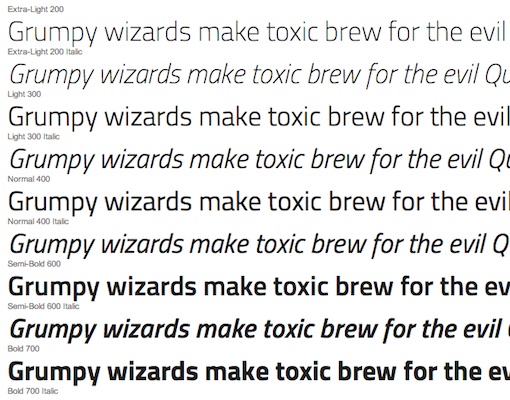 Extra-Light 200
Grumpy wizards make toxic brew for the evil
Extra-Light 200 Italic
Grumpy wizards make toxic brew for the evil Qu
Light 300
Grumpy wizards make toxic brew for the evil
Light 300 Italic
Grumpy wizards make toxic brew for the evil Qu
Normal 400
Grumpy wizards make toxic brew for the evi
Normal 400 Italic
Grumpy wizards make toxic brew for the evil Q
Semi-Bold 600
Grumpy wizards make toxic brew for the ev
Semi-Bold 600 Italic
Grumpy wizards make toxic brew for the evil
Bold 700
Grumpy wizards make toxic brew for the ev
Bold 700 Italic